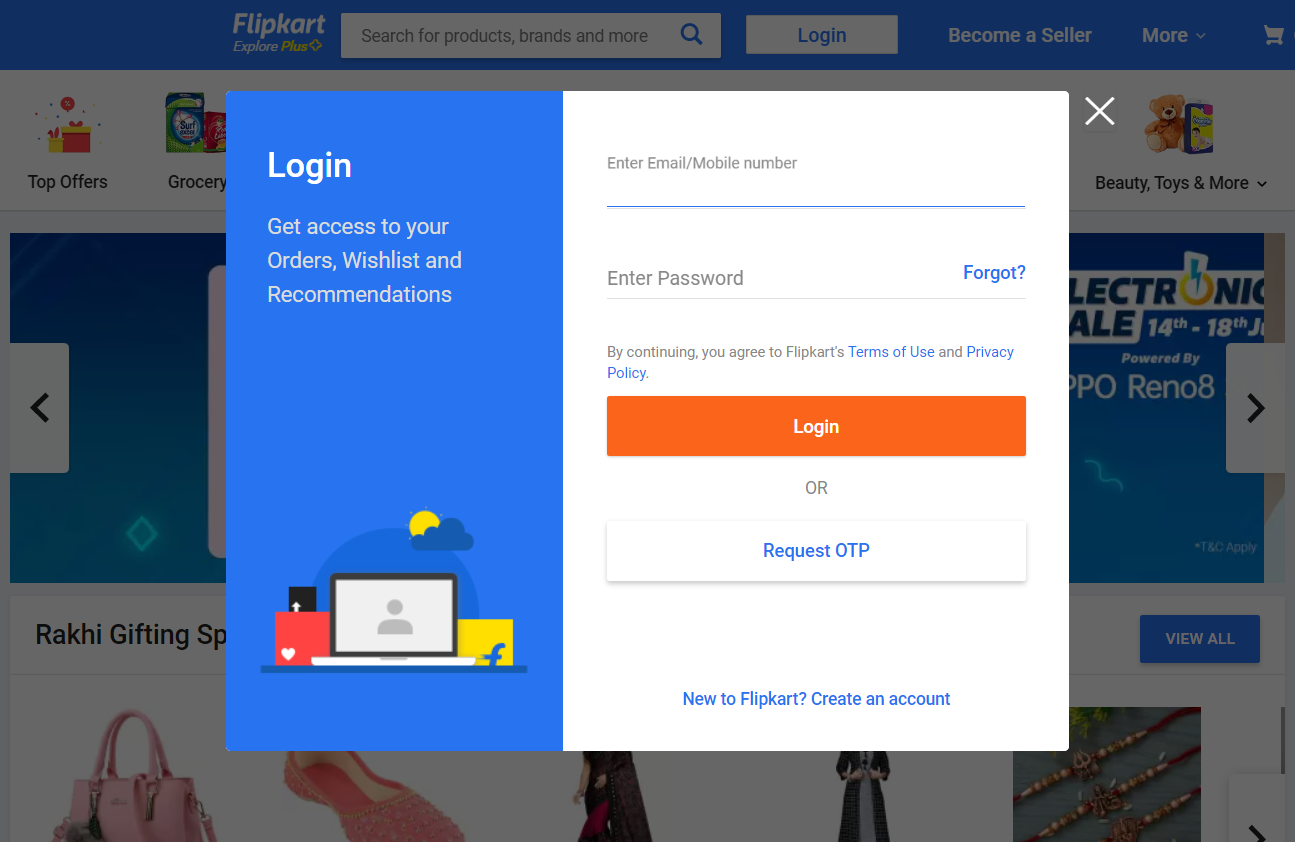 Flipkart
Explore Plus
Search for products, brands and more
Login
Become a Seller
More
Top Offers
Grocery
Beauty, Toys & More
Surf
excel
Login
Get access to your
Orders, Wishlist and
Recommendations
Enter Email/Mobile number
Enter Password
Forgot?
By continuing, you agree to Flipkart's Terms of Use and Privacy
Policy.
Login
OR
Request OTP
New to Flipkart? Create an account
LECTRONIC
ALE 14th - 18th J
Powered By
PPO Reno8
*T&C Apply
Rakhi Gifting Sp
VIEW ALL